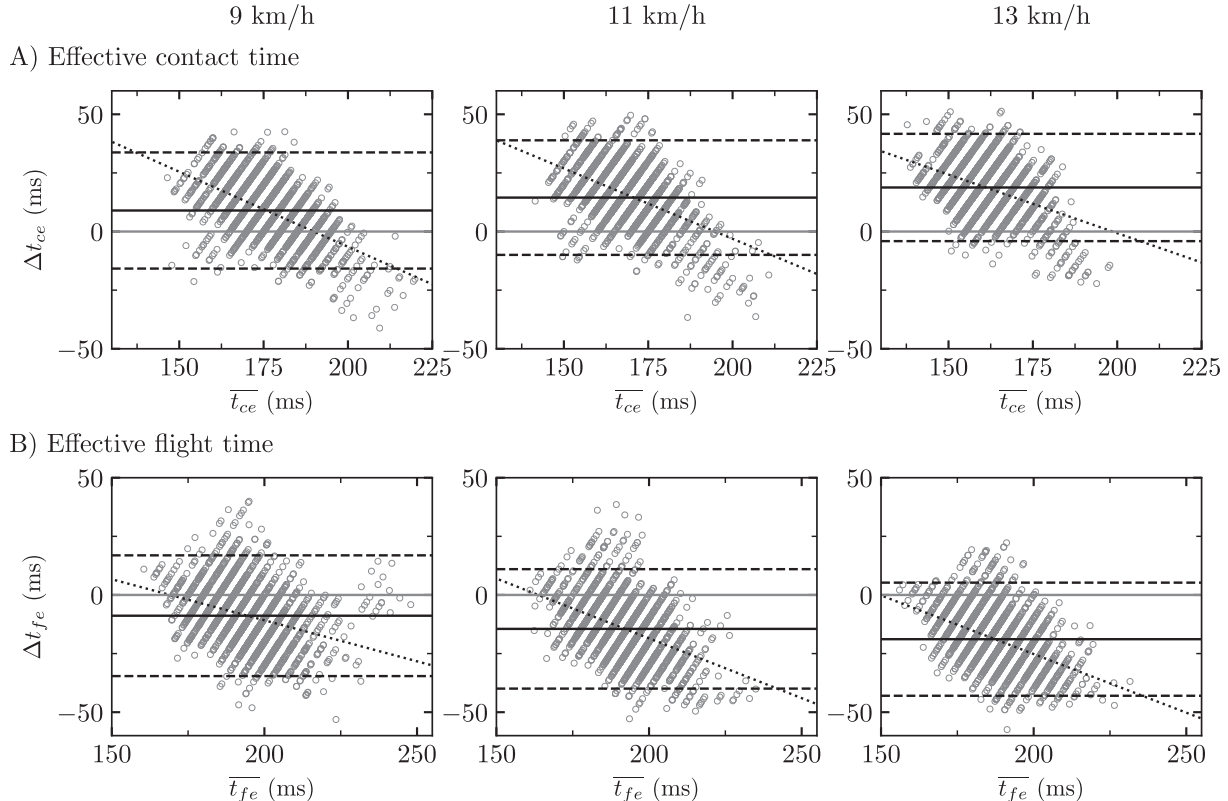 9 km/h 11 km/h 13 km/h
A) Effective contact time
50 50 50
Δt_ce (ms)
0 0 0
−50 −50 −50
150 175 200 225 150 175 200 225 150 175 200 225
t_ce (ms) t_ce (ms) t_ce (ms)
B) Effective flight time
50 50 50
Δt_fe (ms)
0 0 0
−50 −50 −50
150 200 250 150 200 250 150 200 250
t_fe (ms) t_fe (ms) t_fe (ms)